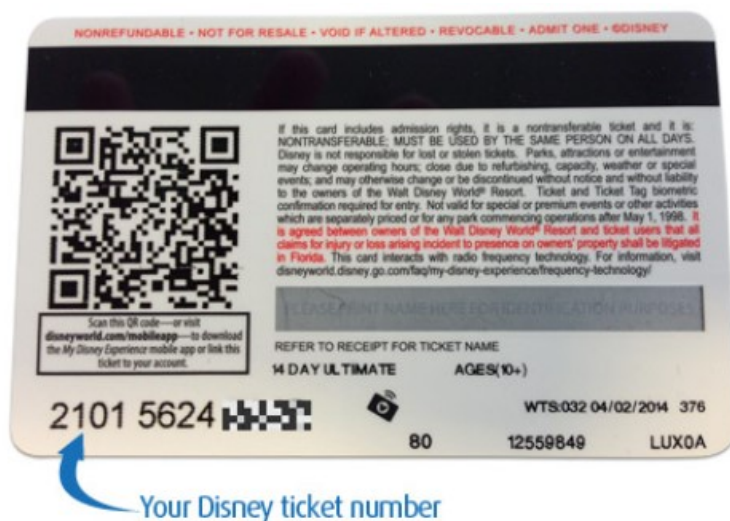 NONREFUNDABLE • NOT FOR RESALE • VOID IF ALTERED • REVOCABLE • ADMIT ONE • ©DISNEY
If this card includes admission rights, it is a nontransferable ticket and it is:
NONTRANSFERABLE; MUST BE USED BY THE SAME PERSON ON ALL DAYS.
Disney is not responsible for lost or stolen tickets. Parks, attractions or entertainment
may change operating hours; close due to refurbishing, capacity, weather or special
events; and may otherwise change or be discontinued without notice and without liability
to the owners of the Walt Disney World® Resort. Ticket and Ticket Tag biometric
confirmation required for entry. Not valid for special or premium events or other activities
which are separately priced or for any park commencing operations after May 1, 1998. It
is agreed between owners of the Walt Disney World® Resort and ticket users that all
claims for injury or loss arising incident to presence on owners' property shall be litigated
in Florida. This card interacts with radio frequency technology. For information, visit
disneyworld.disney.go.com/faq/my-disney-experience/frequency-technology/
PLEASE PRINT NAME HERE FOR IDENTIFICATION PURPOSES
Scan this QR code—or visit
disneyworld.com/mobileapp—to download
the My Disney Experience mobile app or link this
ticket to your account.
REFER TO RECEIPT FOR TICKET NAME
14 DAY ULTIMATE AGES(10+)
2101 5624
WTS:032 04/02/2014 376
80 12559849 LUX0A
Your Disney ticket number